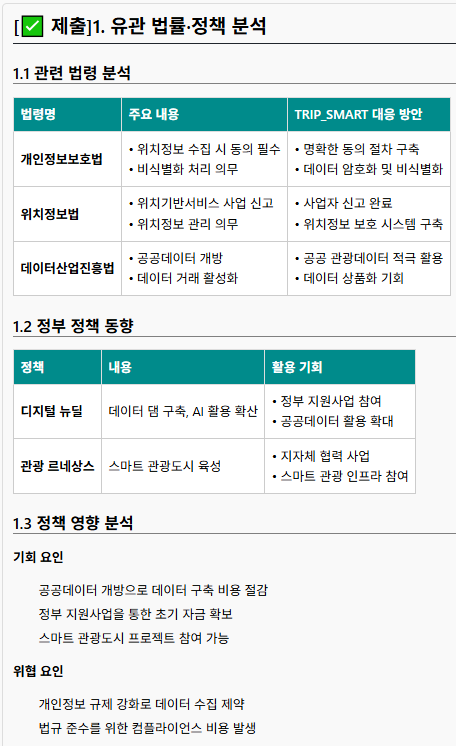 [✅ 제출]1. 유관 법률·정책 분석
1.1 관련 법령 분석
법령명 주요 내용 TRIP_SMART 대응 방안
개인정보보호법
• 위치정보 수집 시 동의 필수
• 비식별화 처리 의무
• 명확한 동의 절차 구축
• 데이터 암호화 및 비식별화
위치정보법
• 위치기반서비스 사업 신고
• 위치정보 관리 의무
• 사업자 신고 완료
• 위치정보 보호 시스템 구축
데이터산업진흥법
• 공공데이터 개방
• 데이터 거래 활성화
• 공공 관광데이터 적극 활용
• 데이터 상품화 기회
1.2 정부 정책 동향
정책 내용 활용 기회
디지털 뉴딜
데이터 댐 구축, AI 활용 확산
• 정부 지원사업 참여
• 공공데이터 활용 확대
관광 르네상스
스마트 관광도시 육성
• 지자체 협력 사업
• 스마트 관광 인프라 참여
1.3 정책 영향 분석
기회 요인
공공데이터 개방으로 데이터 구축 비용 절감
정부 지원사업을 통한 초기 자금 확보
스마트 관광도시 프로젝트 참여 가능
위협 요인
개인정보 규제 강화로 데이터 수집 제약
법규 준수를 위한 컴플라이언스 비용 발생